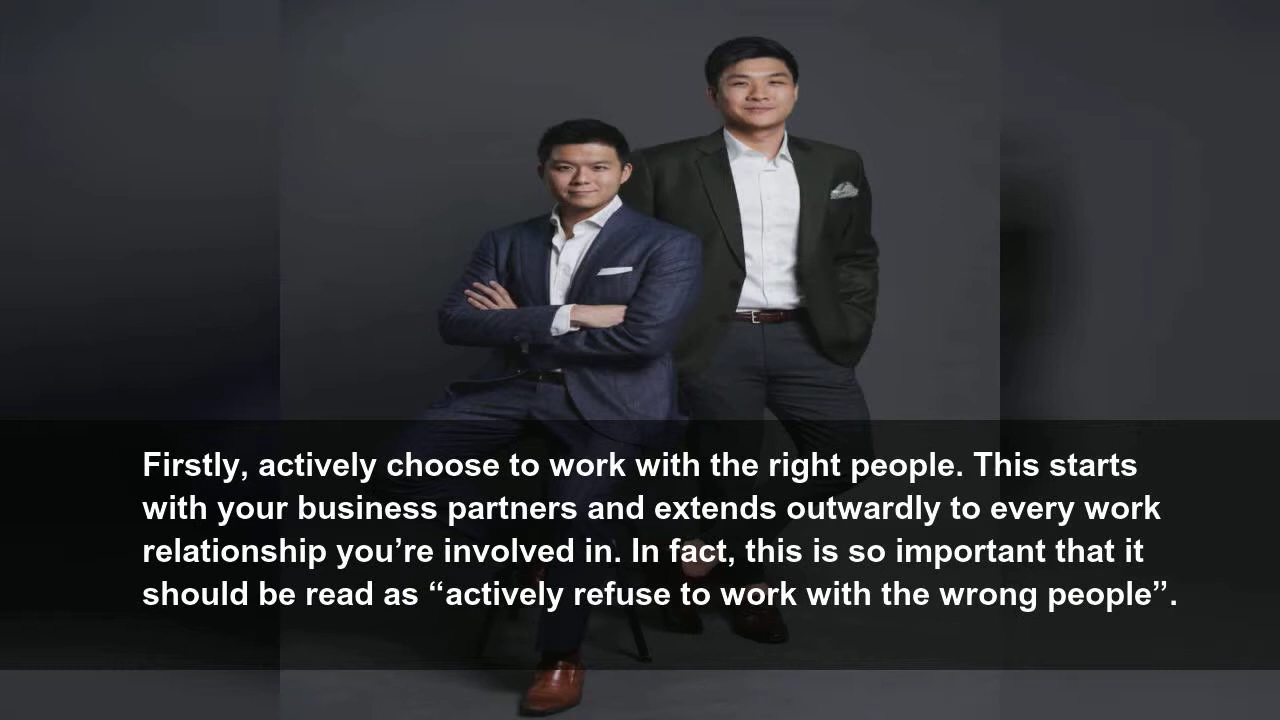 Firstly, actively choose to work with the right people. This starts
with your business partners and extends outwardly to every work
relationship you’re involved in. In fact, this is so important that it
should be read as “actively refuse to work with the wrong people”.